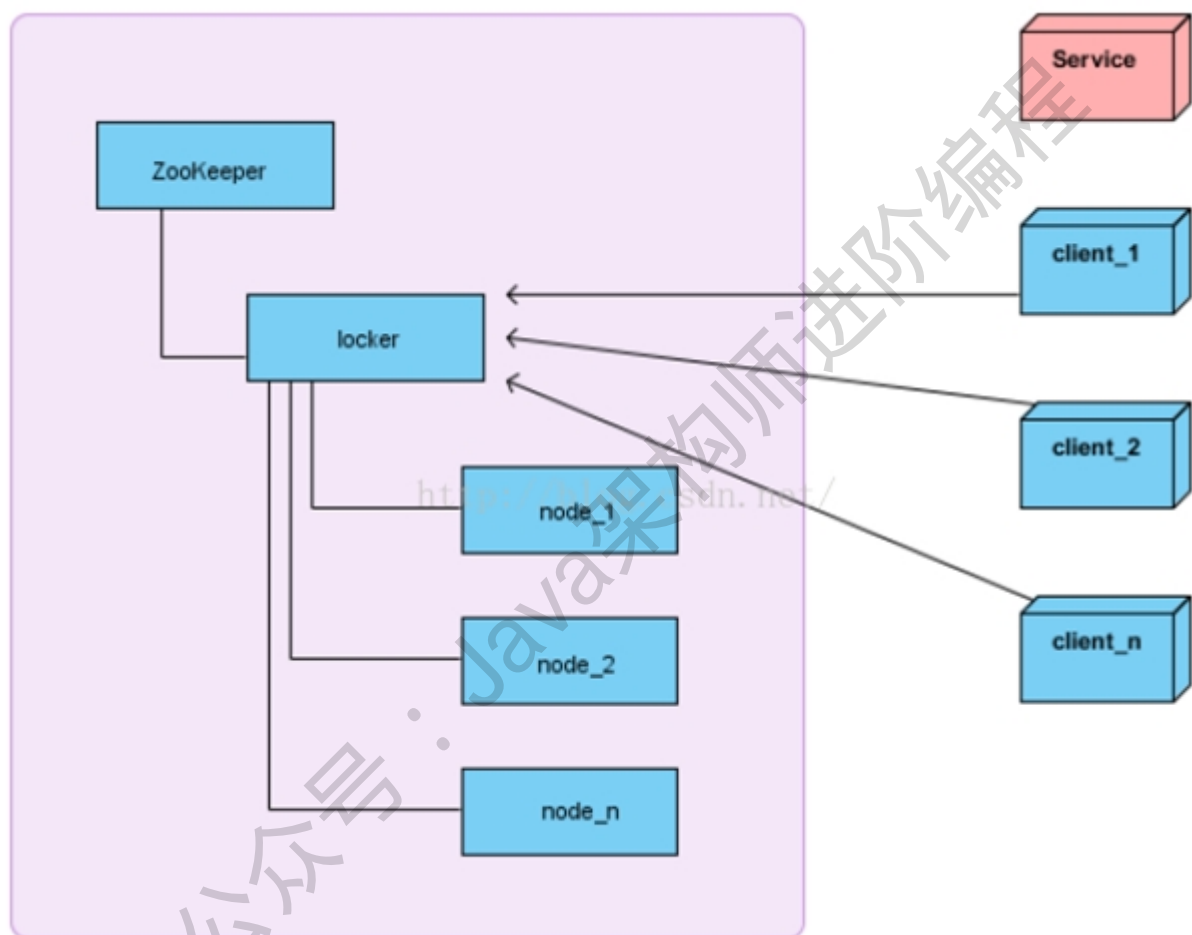 Service
ZooKeeper
client_1
locker
client_2
node_1
client_n
node_2
node_n
公众号：Java架构师进阶编程